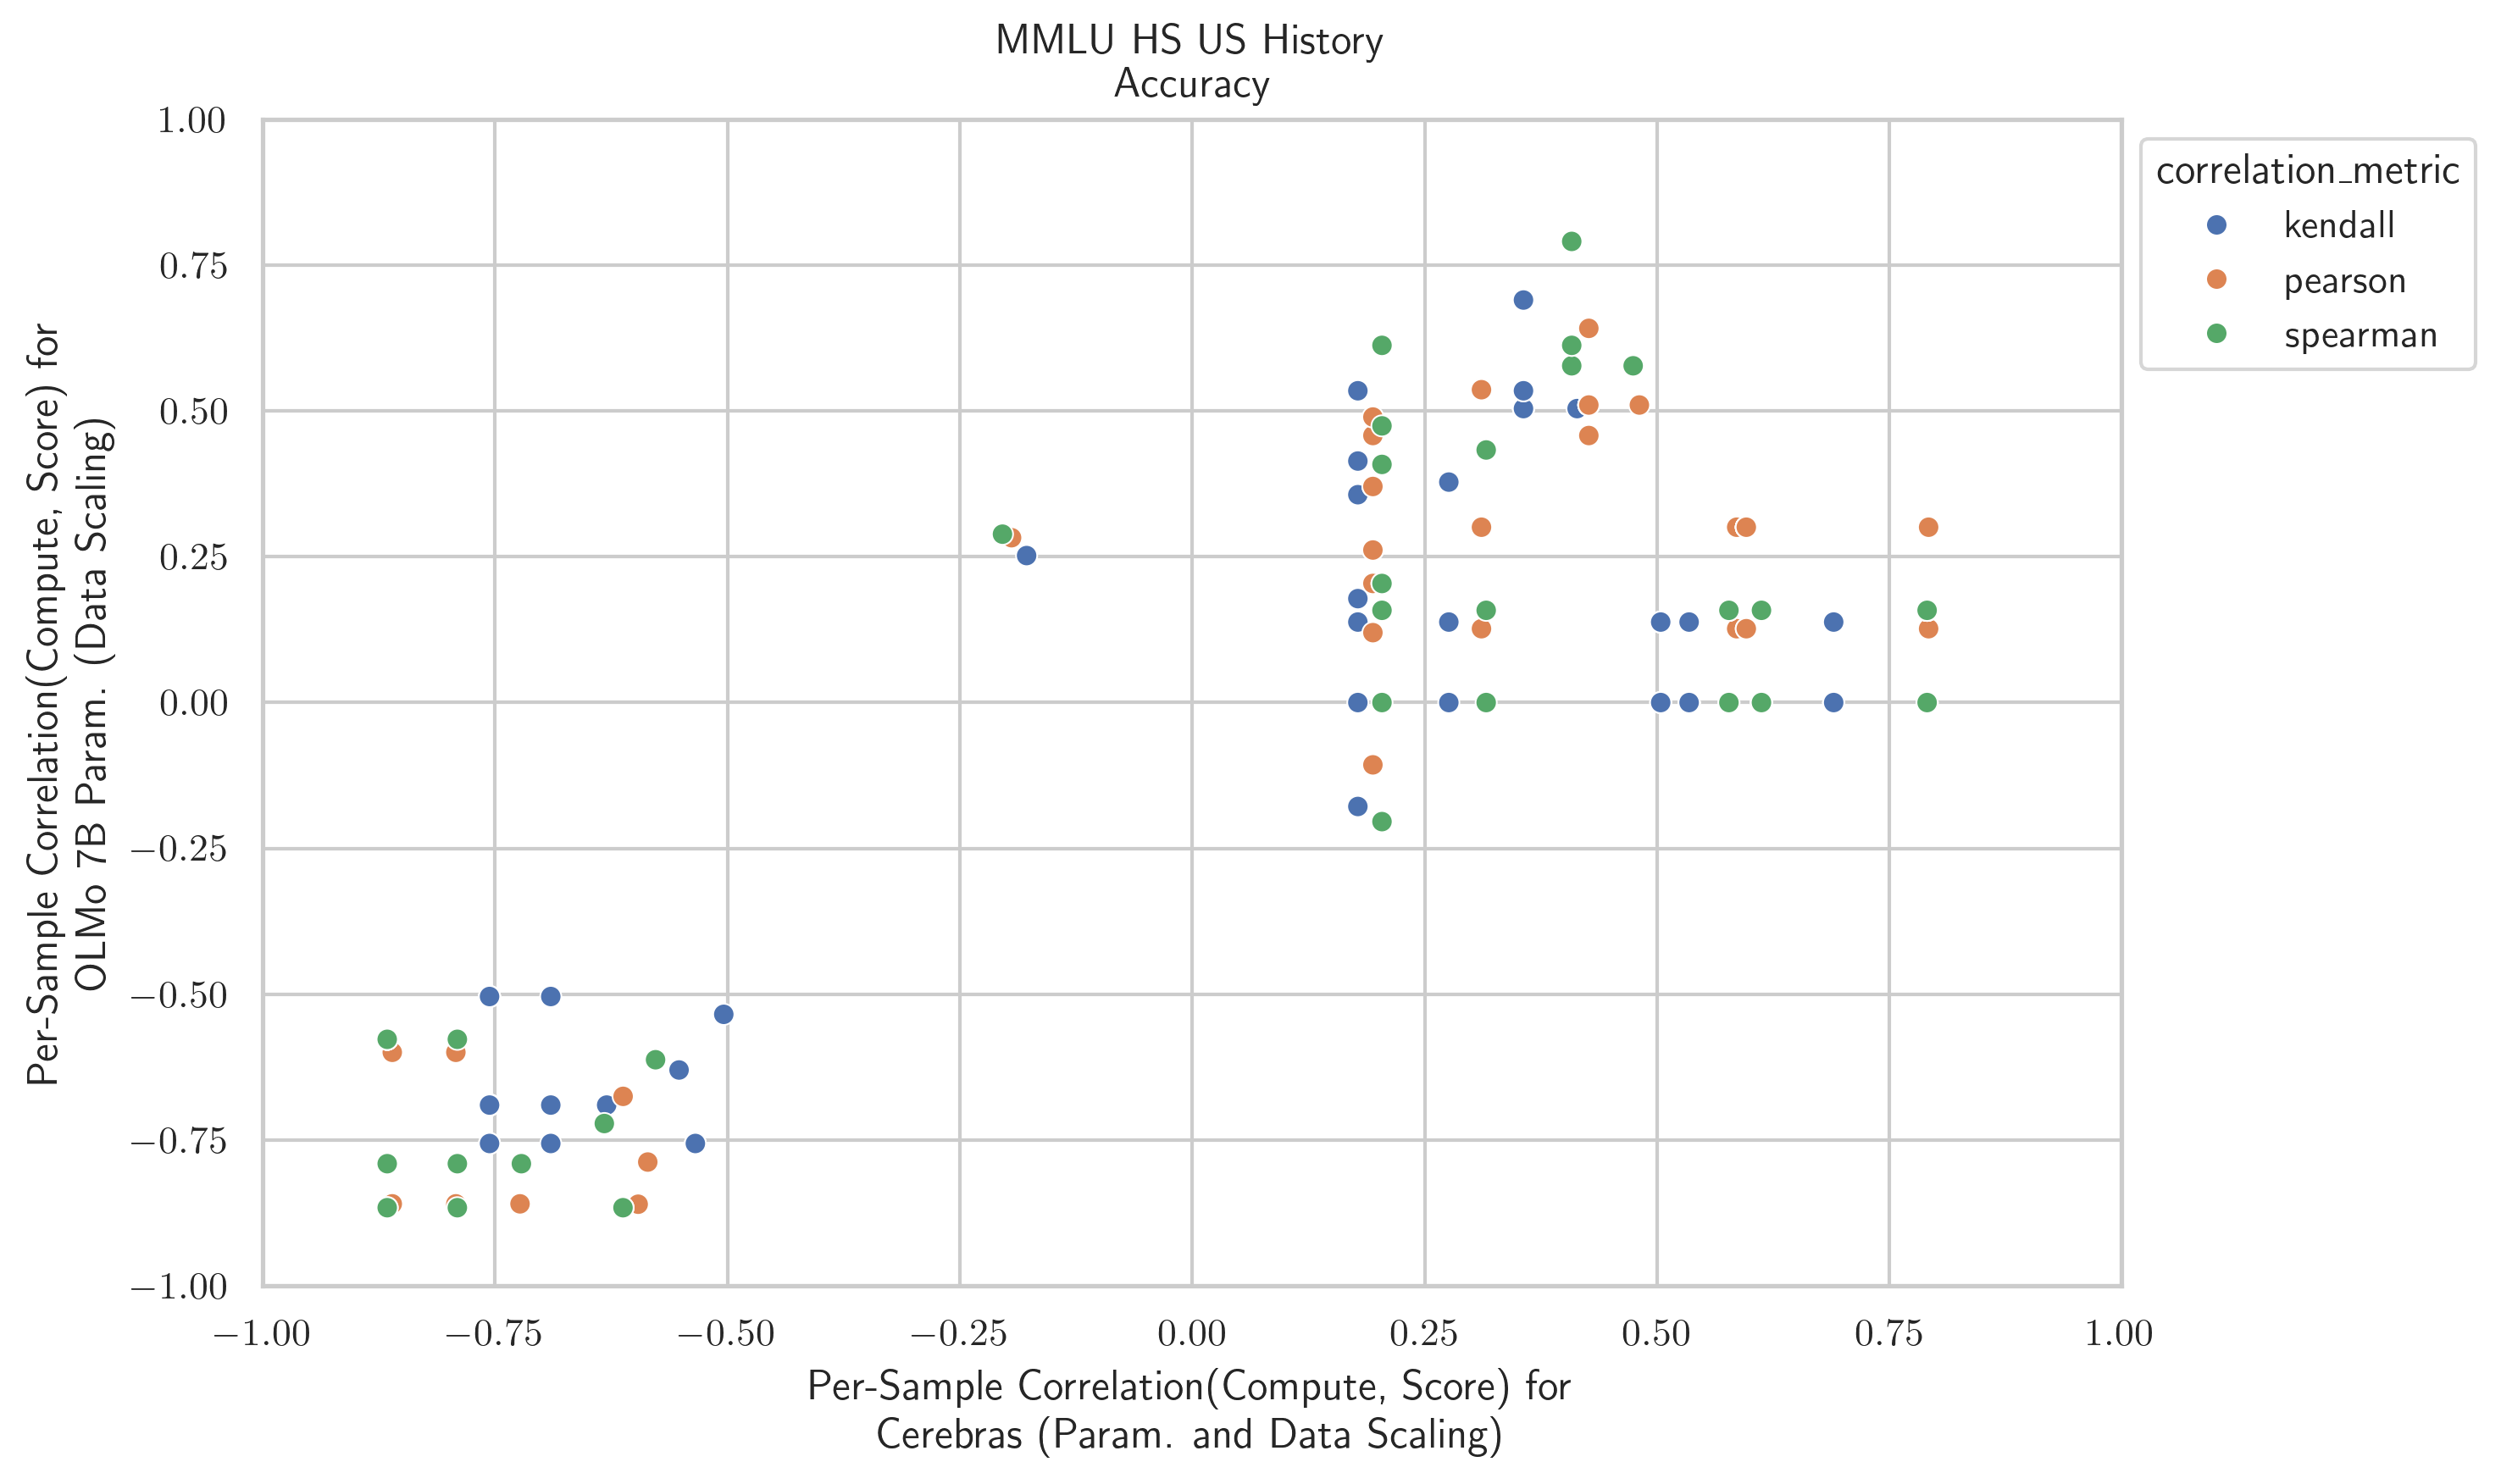 MMLU HS US History
Accuracy
1.00
0.75
0.50
0.25
0.00
−0.25
−0.50
−0.75
−1.00
−1.00
−0.75
−0.50
−0.25
0.00
0.25
0.50
0.75
1.00
Per-Sample Correlation(Compute, Score) for
OLMo 7B Param. (Data Scaling)
Per-Sample Correlation(Compute, Score) for
Cerebras (Param. and Data Scaling)
correlation_metric
kendall
pearson
spearman